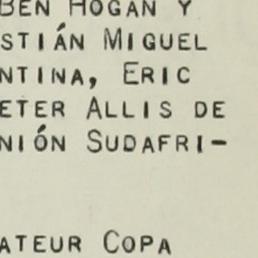 BEN HOGAN Y
STIÁN MIGUEL
NTINA, ERIC
ETER ALLIS DE
NIÓN SUDAFRI-
ATEUR COPA